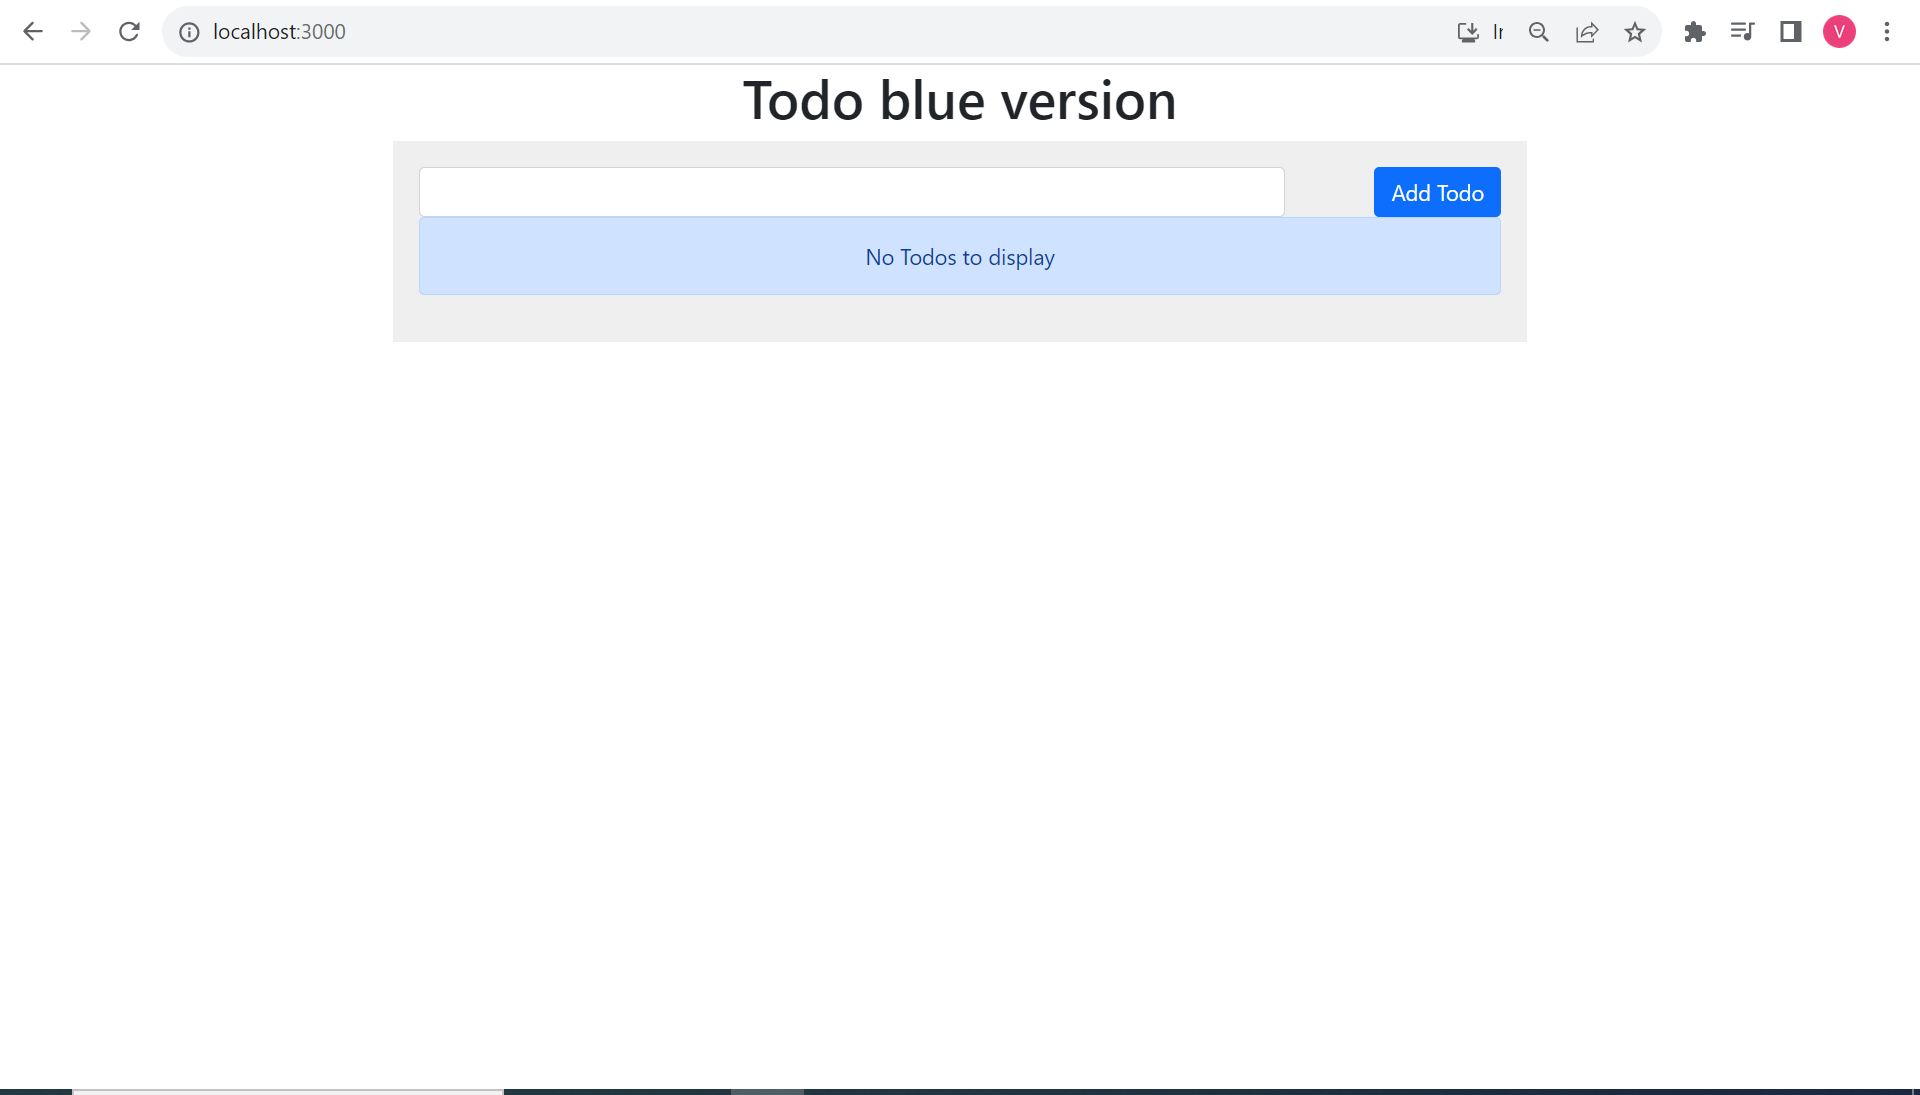 localhost:3000
V
Todo blue version
Add Todo
No Todos to display